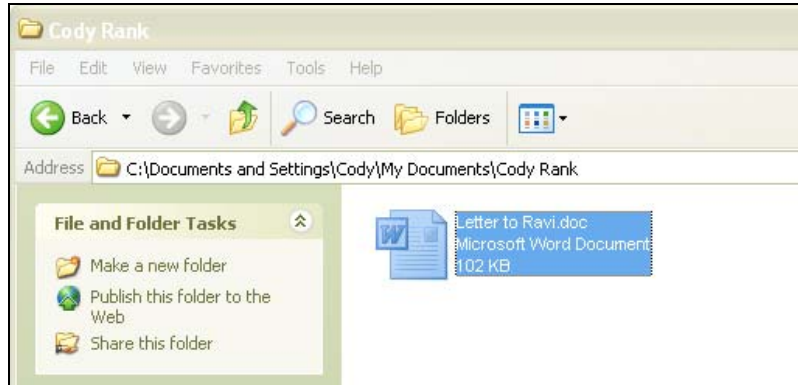 Cody Rank
File Edit View Favorites Tools Help
Back Search Folders
Address C:\Documents and Settings\Cody\My Documents\Cody Rank
File and Folder Tasks
Make a new folder
Publish this folder to the
Web
Share this folder
W
Letter to Ravi.doc
Microsoft Word Document
102 KB